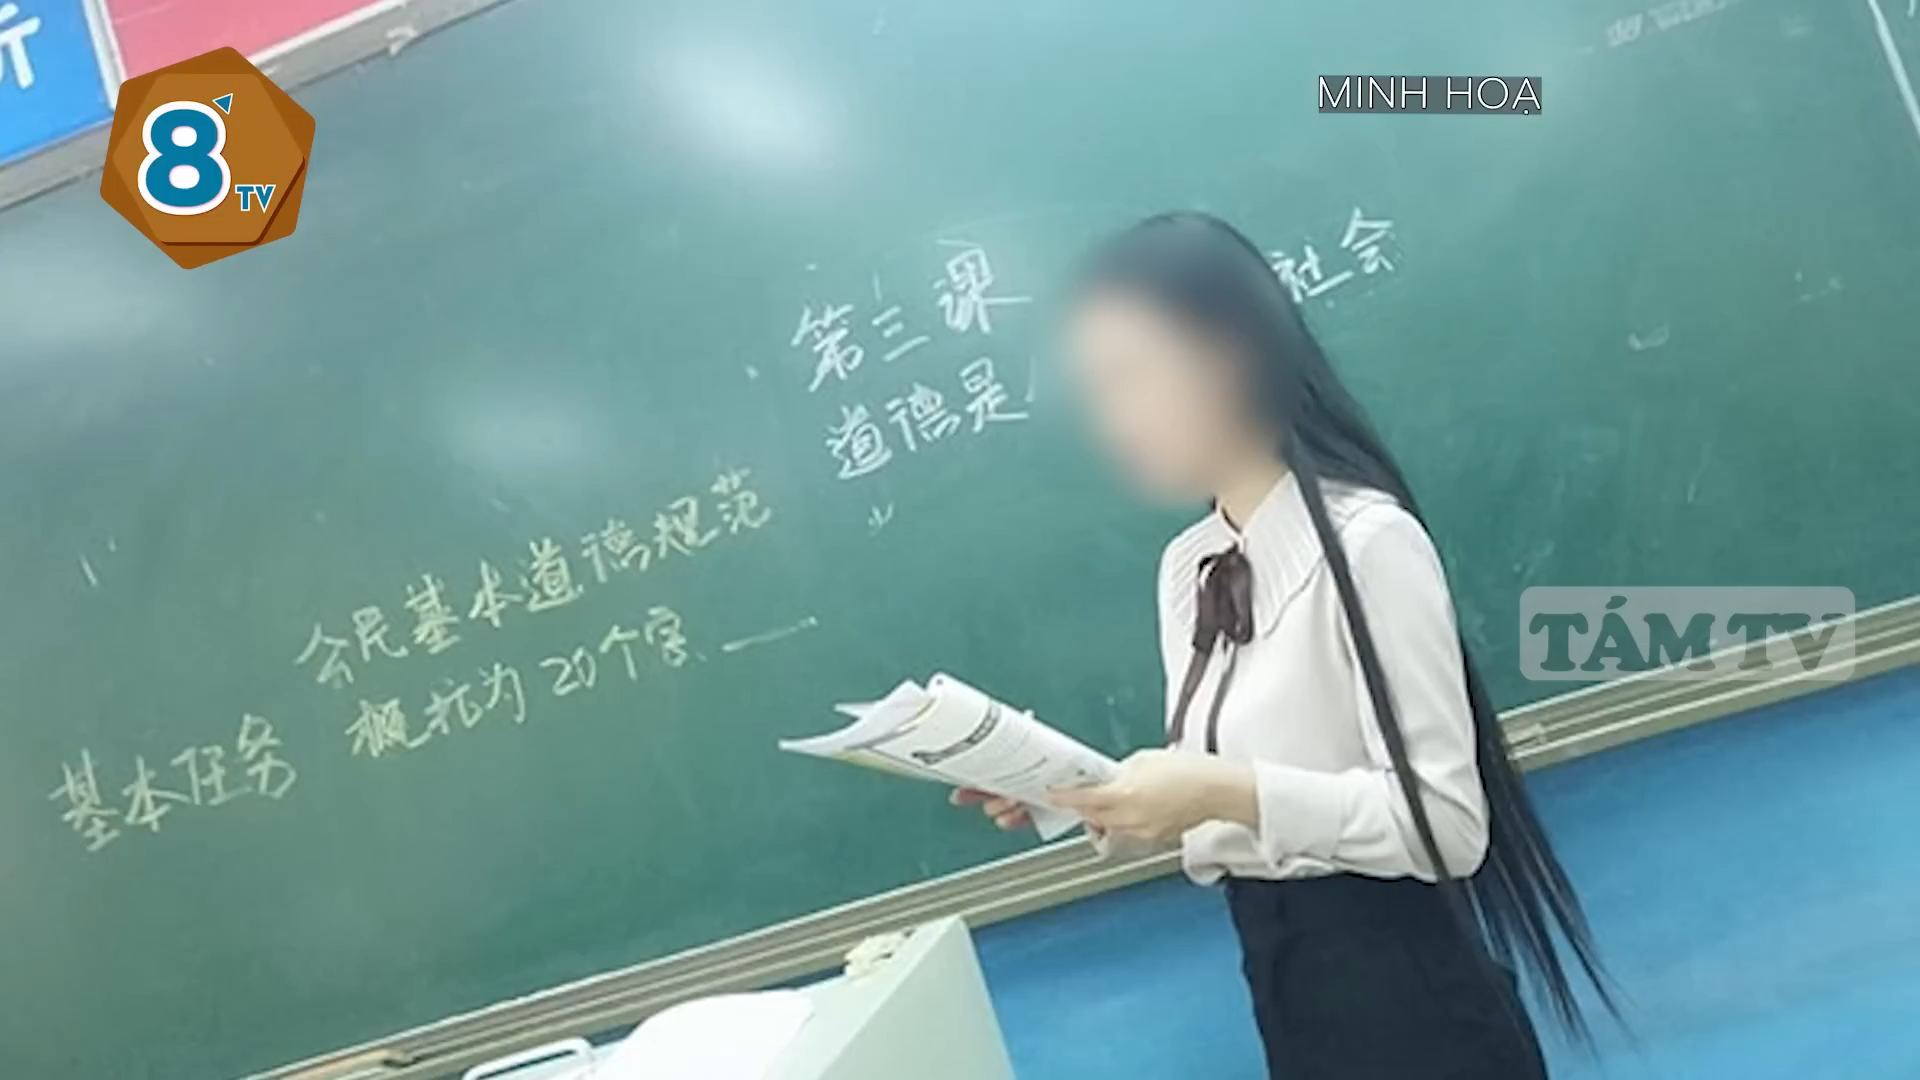 8 TV
MINH HOẠ
第三课 社会
道德是
公民基本道德规范
基本任务 概括为20个字
TÁM TV